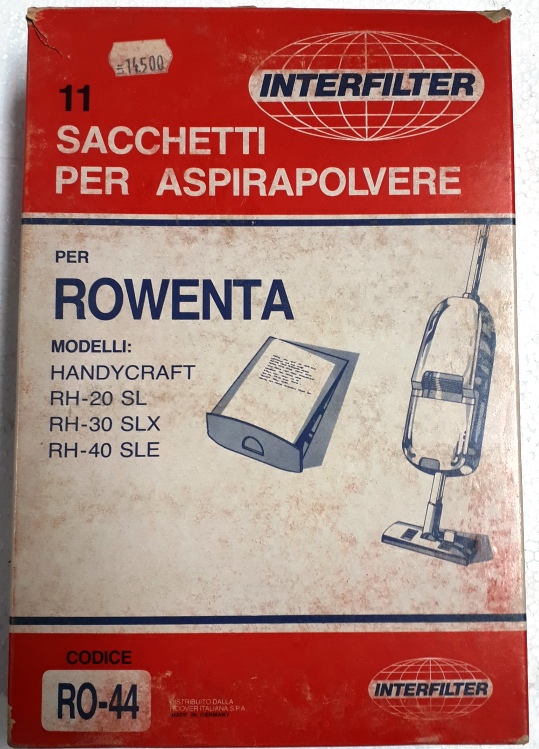 =14500
INTERFILTER
11
SACCHETTI
PER ASPIRAPOLVERE
PER
ROWENTA
MODELLI:
HANDYCRAFT
RH-20 SL
RH-30 SLX
RH-40 SLE
CODICE
RO-44
DISTRIBUITO DALLA
HOOVER ITALIANA S.P.A.
MADE IN GERMANY
INTERFILTER